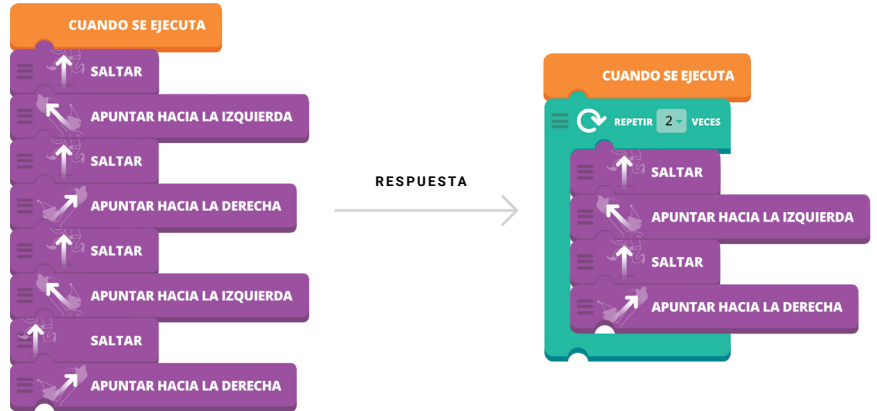 CUANDO SE EJECUTA
SALTAR
APUNTAR HACIA LA IZQUIERDA
SALTAR
APUNTAR HACIA LA DERECHA
SALTAR
APUNTAR HACIA LA IZQUIERDA
SALTAR
APUNTAR HACIA LA DERECHA
RESPUESTA
CUANDO SE EJECUTA
REPETIR 2 VECES
SALTAR
APUNTAR HACIA LA IZQUIERDA
SALTAR
APUNTAR HACIA LA DERECHA